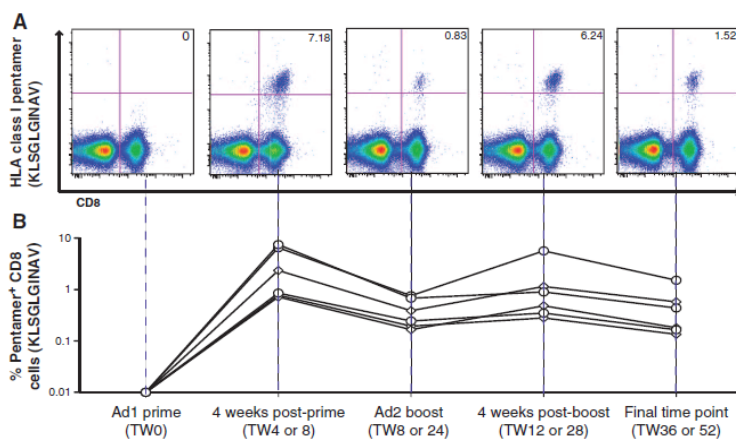 A
0
7.18
0.83
6.24
1.52
HLA class I pentamer
(KLSGLGINAV)
CD8
B
% Pentamer+ CD8
cells (KLSGLGINAV)
10
1
0.1
0.01
Ad1 prime
(TW0)
4 weeks post-prime
(TW4 or 8)
Ad2 boost
(TW8 or 24)
4 weeks post-boost
(TW12 or 28)
Final time point
(TW36 or 52)